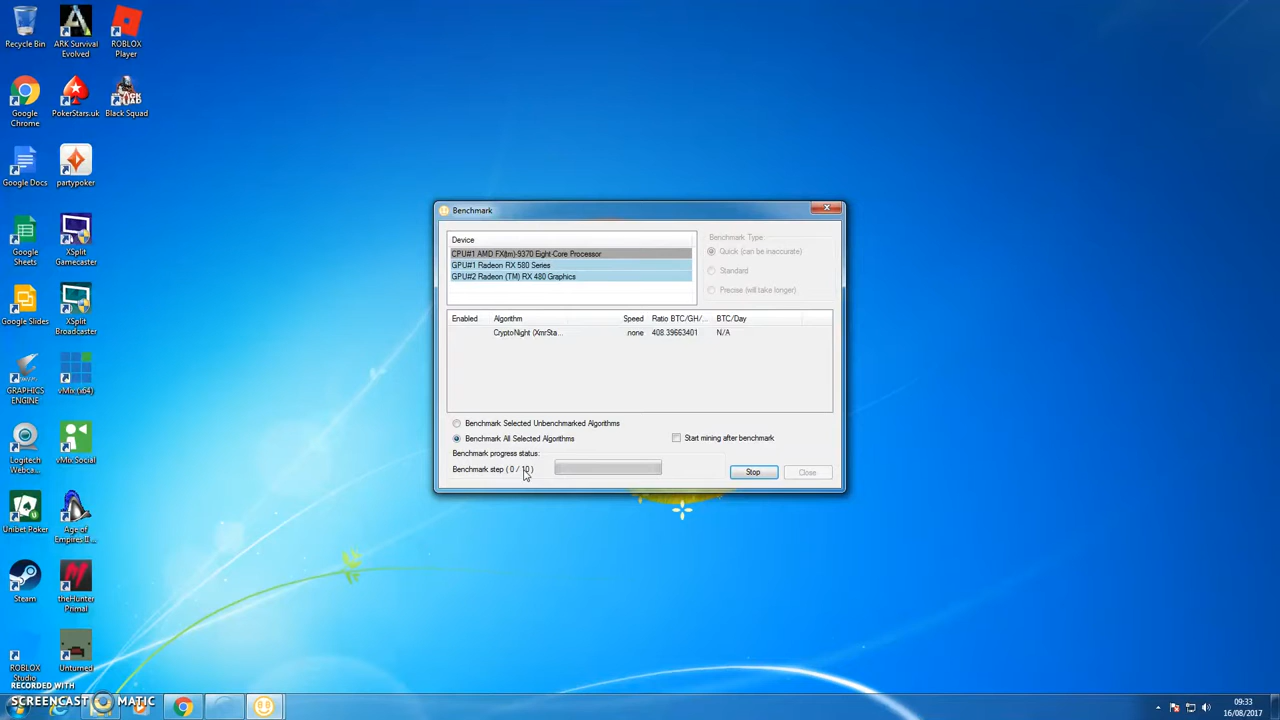 Recycle Bin
ARK Survival
Evolved
ROBLOX
Player
Google
Chrome
PokerStars.uk
Black Squad
Google Docs
partypoker
Google
Sheets
XSplit
Gamecaster
Google Slides
XSplit
Broadcaster
GRAPHICS
ENGINE
vMix (x64)
Logitech
Webca...
vMix Social
Unibet Poker
Age of
Empires II...
Steam
theHunter
Primal
ROBLOX
Studio
Unturned
Benchmark
Device
CPU#1 AMD FX(tm)-9370 Eight-Core Processor
GPU#1 Radeon RX 580 Series
GPU#2 Radeon (TM) RX 480 Graphics
Benchmark Type:
Quick (can be inaccurate)
Standard
Precise (will take longer)
Enabled Algorithm Speed Ratio BTC/GH/... BTC/Day
CryptoNight (XmrSta... none 408.39663401 N/A
Benchmark Selected Unbenchmarked Algorithms
Benchmark All Selected Algorithms
Start mining after benchmark
Benchmark progress status:
Benchmark step ( 0 / 10 )
Stop
Close
RECORDED WITH
SCREENCAST MATIC
09:33
16/08/2017